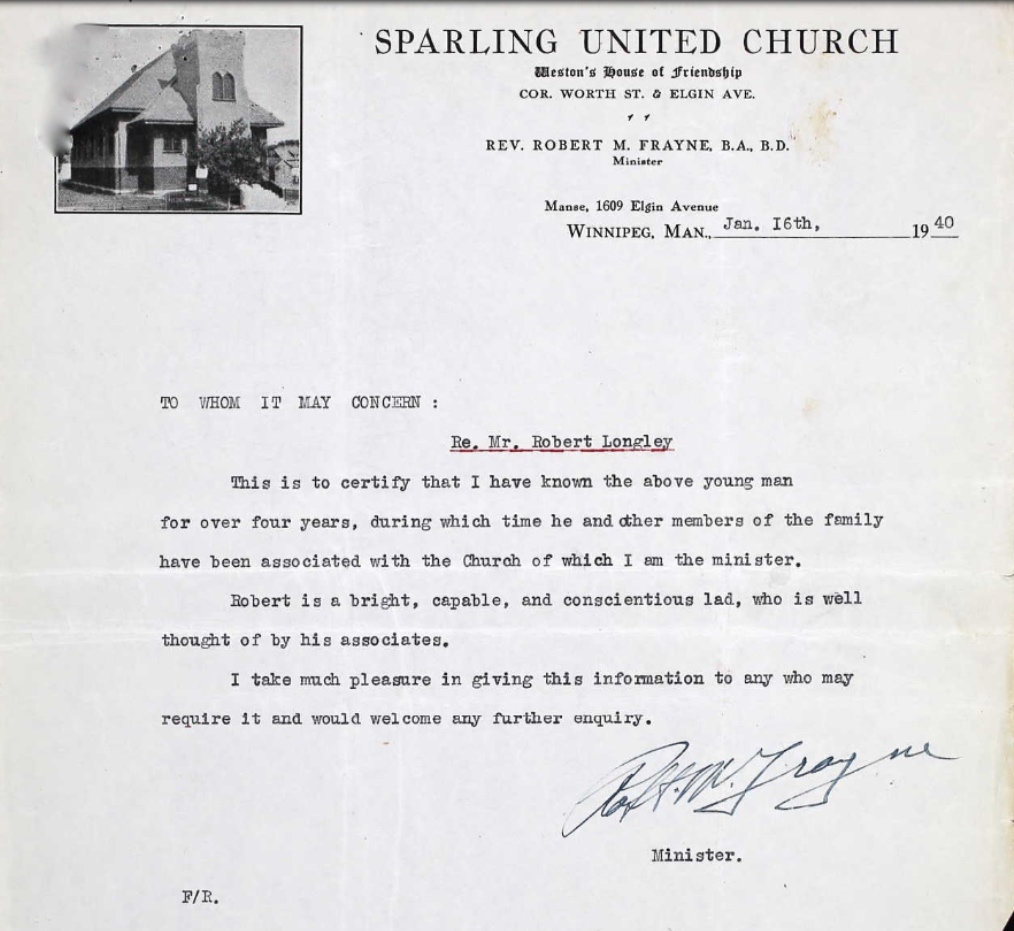 SPARLING UNITED CHURCH
Weston's House of Friendship
COR. WORTH ST. & ELGIN AVE.
REV. ROBERT M. FRAYNE, B.A., B.D.
Minister
Manse, 1609 Elgin Avenue
WINNIPEG, MAN., Jan. I6th, 1940
TO WHOM IT MAY CONCERN :
Re. Mr. Robert Longley
This is to certify that I have known the above young man
for over four years, during which time he and other members of the family
have been associated with the Church of which I am the minister.
Robert is a bright, capable, and conscientious lad, who is well
thought of by his associates.
I take much pleasure in giving this information to any who may
require it and would welcome any further enquiry.
Robt. M. Frayne
Minister.
F/R.